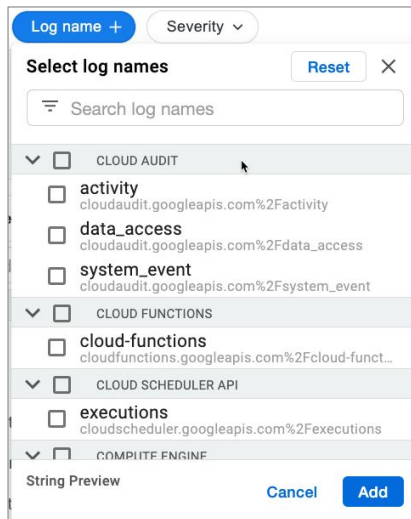 Log name +
Severity
Select log names
Reset
Search log names
CLOUD AUDIT
activity
cloudaudit.googleapis.com%2Factivity
data_access
cloudaudit.googleapis.com%2Fdata_access
system_event
cloudaudit.googleapis.com%2Fsystem_event
CLOUD FUNCTIONS
cloud-functions
cloudfunctions.googleapis.com%2Fcloud-funct...
CLOUD SCHEDULER API
executions
cloudscheduler.googleapis.com%2Fexecutions
COMPUTE ENGINE
String Preview
Cancel
Add